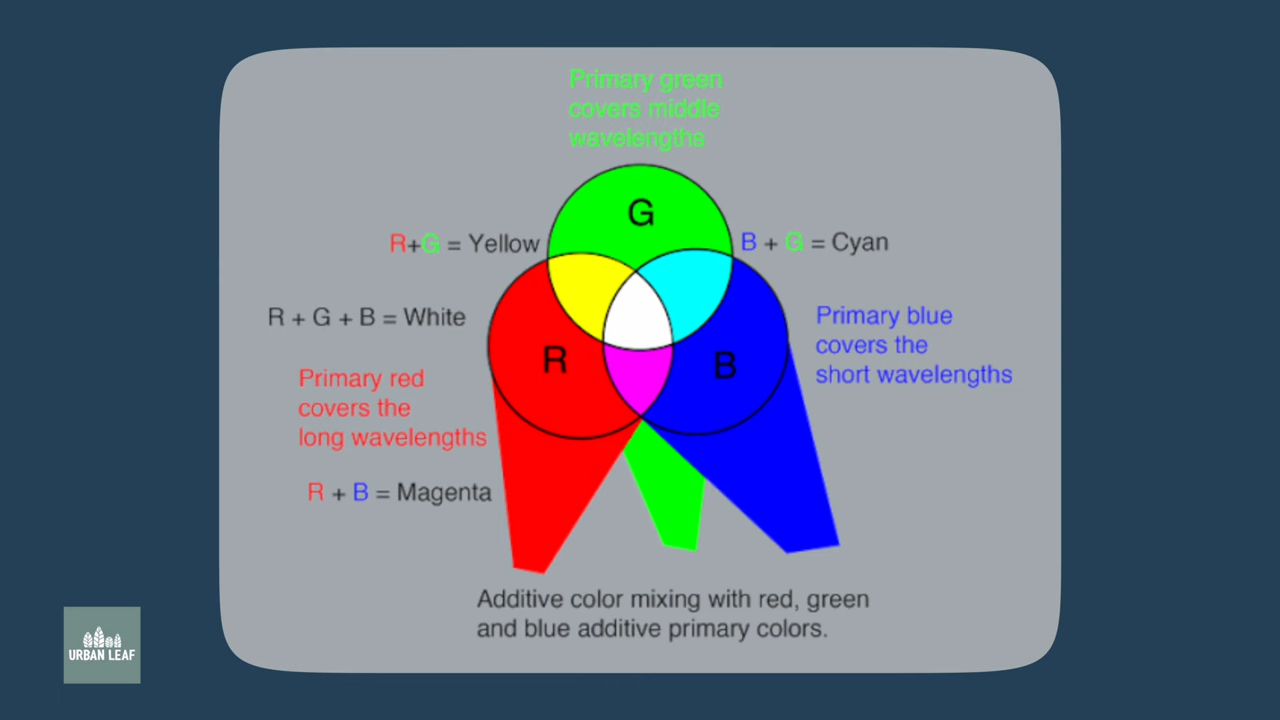 Primary green
covers middle
wavelengths
G
R+G = Yellow
B + G = Cyan
R + G + B = White
Primary blue
covers the
short wavelengths
R
B
Primary red
covers the
long wavelengths
R + B = Magenta
Additive color mixing with red, green
and blue additive primary colors.
URBAN LEAF